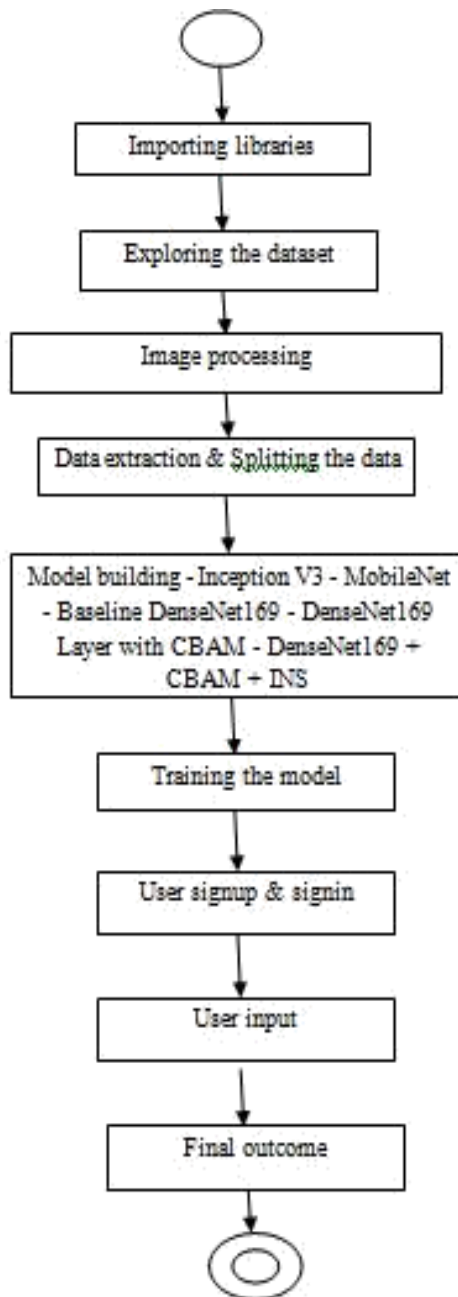 Importing libraries
Exploring the dataset
Image processing
Data extraction & Splitting the data
Model building - Inception V3 - MobileNet
- Baseline DenseNet169 - DenseNet169
Layer with CBAM - DenseNet169 +
CBAM + INS
Training the model
User signup & signin
User input
Final outcome